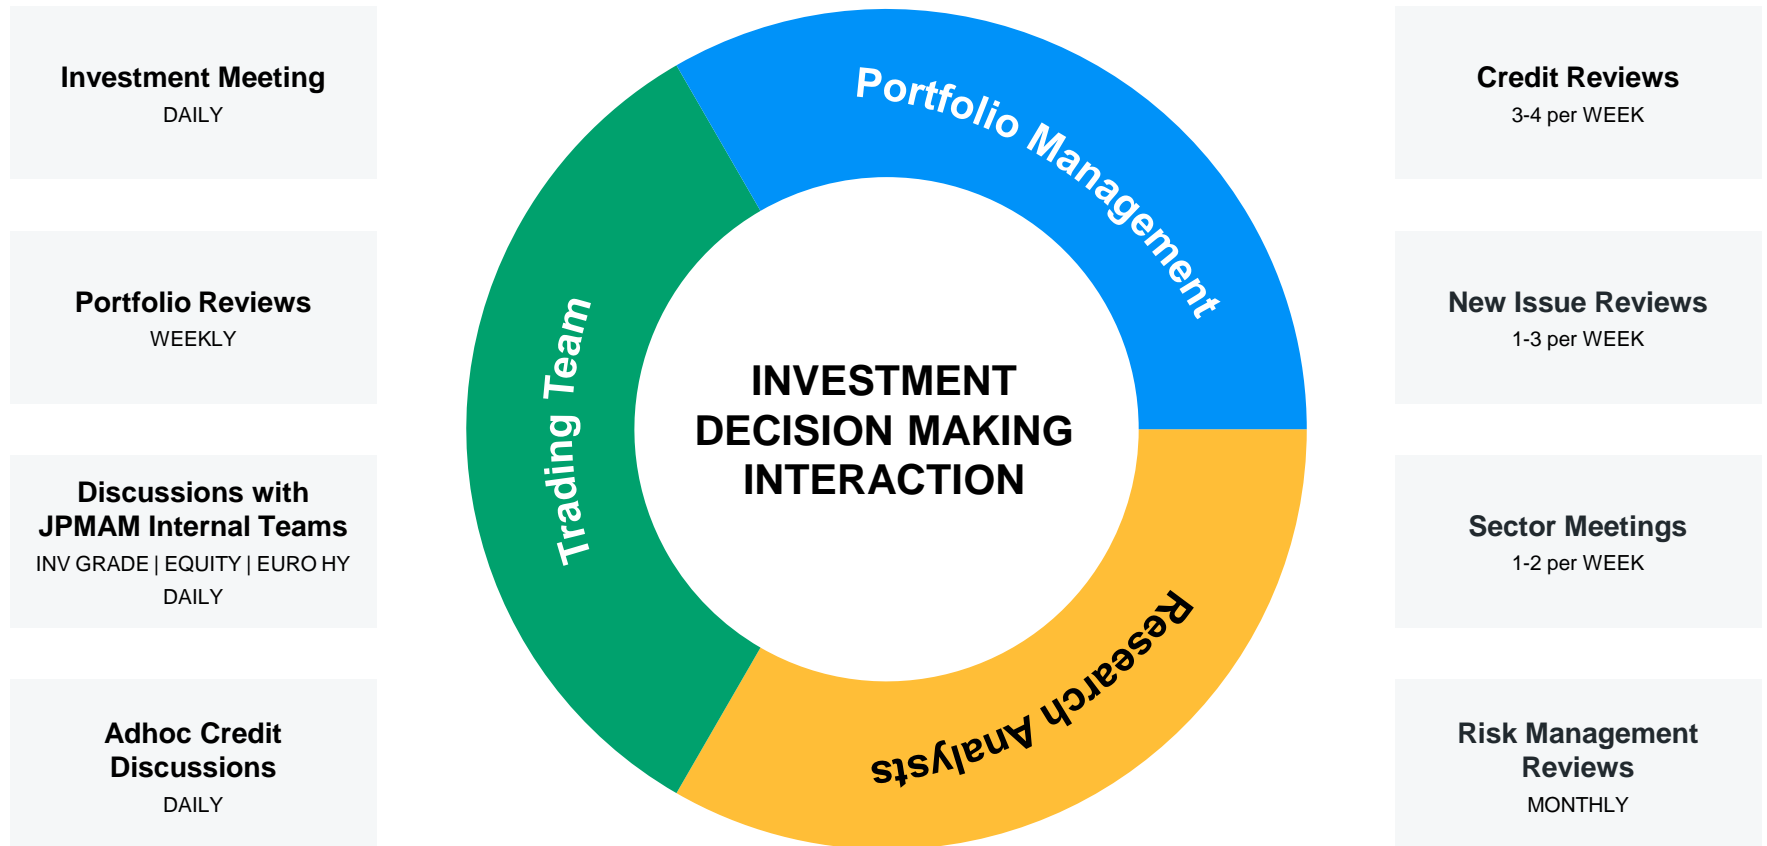 Investment Meeting
DAILY
Portfolio Reviews
WEEKLY
Discussions with
JPMAM Internal Teams
INV GRADE | EQUITY | EURO HY
DAILY
Adhoc Credit
Discussions
DAILY
Portfolio Management
Trading Team
Research Analysts
INVESTMENT
DECISION MAKING
INTERACTION
Credit Reviews
3-4 per WEEK
New Issue Reviews
1-3 per WEEK
Sector Meetings
1-2 per WEEK
Risk Management
Reviews
MONTHLY